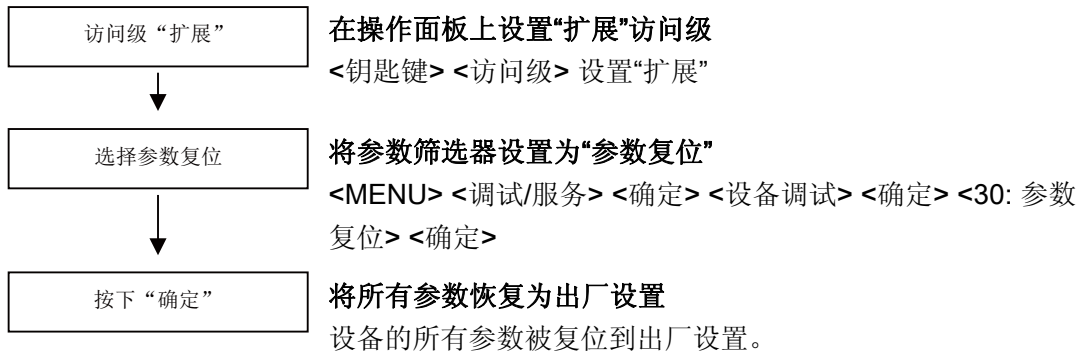 访问级“扩展”
在操作面板上设置“扩展”访问级
<钥匙键> <访问级> 设置“扩展”
选择参数复位
将参数筛选器设置为“参数复位”
<MENU> <调试/服务> <确定> <设备调试> <确定> <30: 参数
复位> <确定>
按下“确定”
将所有参数恢复为出厂设置
设备的所有参数被复位到出厂设置。